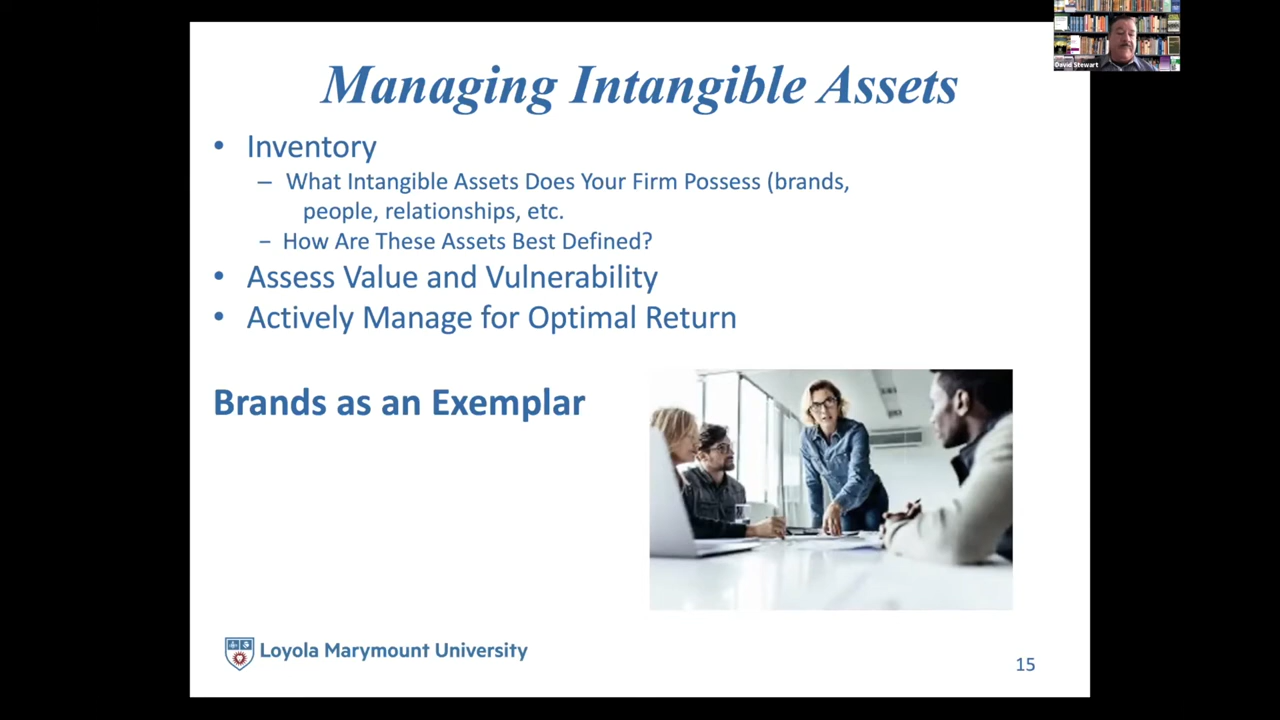 David Stewart
Managing Intangible Assets
• Inventory
– What Intangible Assets Does Your Firm Possess (brands,
people, relationships, etc.
– How Are These Assets Best Defined?
• Assess Value and Vulnerability
• Actively Manage for Optimal Return
Brands as an Exemplar
Loyola Marymount University
15